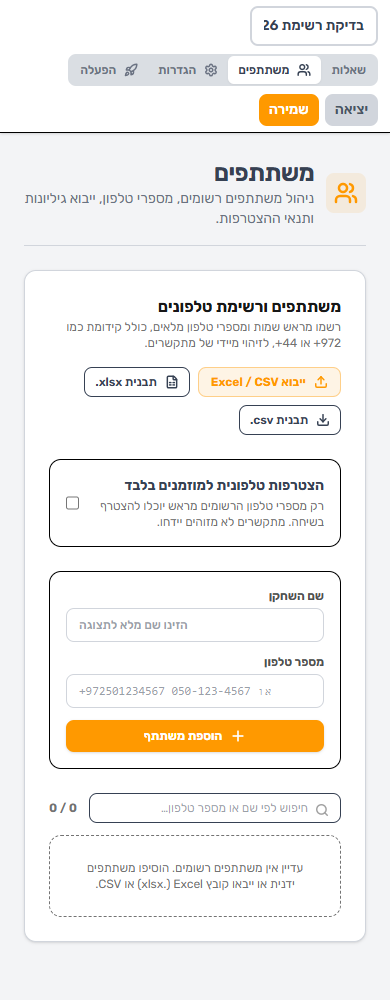 בדיקת רשימת 26
שאלות
משתתפים
הגדרות
הפעלה
יציאה
שמירה
משתתפים
ניהול משתתפים רשומים, מספרי טלפון, ייבוא גיליונות
ותנאי ההצטרפות.
משתתפים ורשימת טלפונים
רשמו מראש שמות ומספרי טלפון מלאים, כולל קידומת כמו
972+ או 44+, לזיהוי מיידי של מתקשרים.
ייבוא Excel / CSV
תבנית xlsx.
תבנית csv.
הצטרפות טלפונית למוזמנים בלבד
רק מספרי טלפון הרשומים מראש יוכלו להצטרף
בשיחה. מתקשרים לא מזוהים יידחו.
שם השחקן
הזינו שם מלא לתצוגה
מספר טלפון
+972501234567 או 050-123-4567
הוספת משתתף
חיפוש לפי שם או מספר טלפון...
0 / 0
עדיין אין משתתפים רשומים. הוסיפו משתתפים
ידנית או ייבאו קובץ Excel (.xlsx) או CSV.